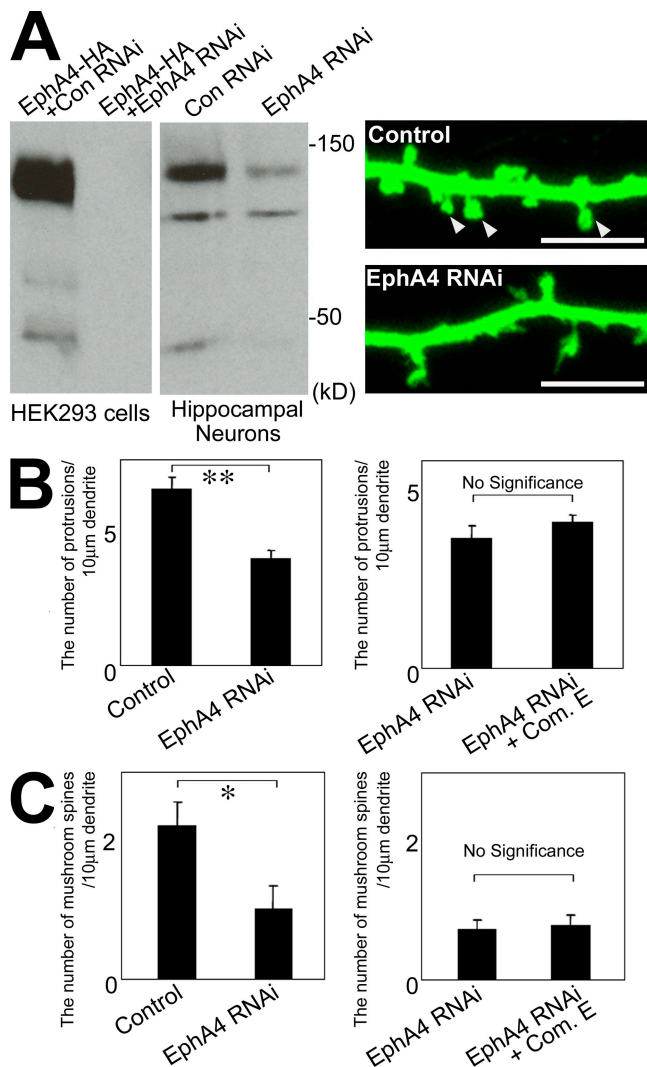 A
EphA4-HA
+Con RNAi
EphA4-HA
+EphA4 RNAi
Con RNAi
EphA4 RNAi
-150
-50
(kD)
HEK293 cells
Hippocampal
Neurons
Control
EphA4 RNAi
B
The number of protrusions/
10μm dendrite
5
0
**
Control
EphA4 RNAi
The number of protrusions/
10μm dendrite
5
0
No Significance
EphA4 RNAi
EphA4 RNAi
+ Com. E
C
The number of mushroom spines
/10μm dendrite
2
0
*
Control
EphA4 RNAi
The number of mushroom spines
/10μm dendrite
2
0
No Significance
EphA4 RNAi
EphA4 RNAi
+ Com. E